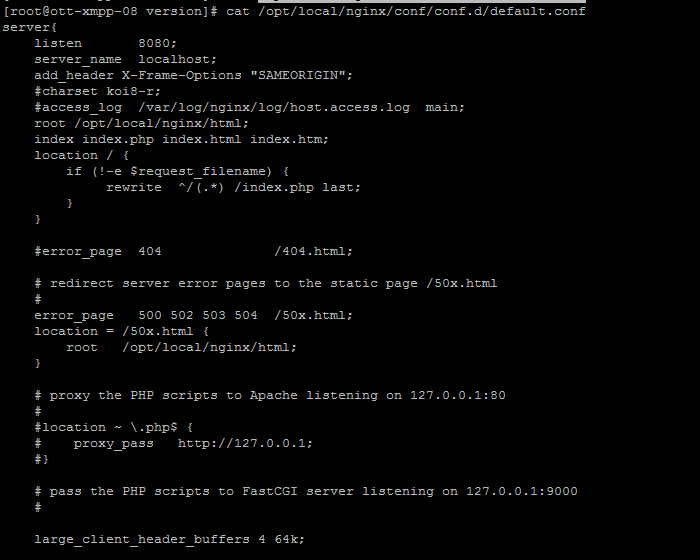 [root@ott-xmpp-08 version]# cat /opt/local/nginx/conf/conf.d/default.conf
server{
    listen       8080;
    server_name  localhost;
    add_header X-Frame-Options "SAMEORIGIN";
    #charset koi8-r;
    #access_log  /var/log/nginx/log/host.access.log  main;
    root /opt/local/nginx/html;
    index index.php index.html index.htm;
    location / {
        if (!-e $request_filename) {
             rewrite  ^/(.*) /index.php last;
        }
    }

    #error_page  404              /404.html;

    # redirect server error pages to the static page /50x.html
    #
    error_page   500 502 503 504  /50x.html;
    location = /50x.html {
        root   /opt/local/nginx/html;
    }

    # proxy the PHP scripts to Apache listening on 127.0.0.1:80
    #
    #location ~ \.php$ {
    #    proxy_pass   http://127.0.0.1;
    #}

    # pass the PHP scripts to FastCGI server listening on 127.0.0.1:9000
    #

    large_client_header_buffers 4 64k;